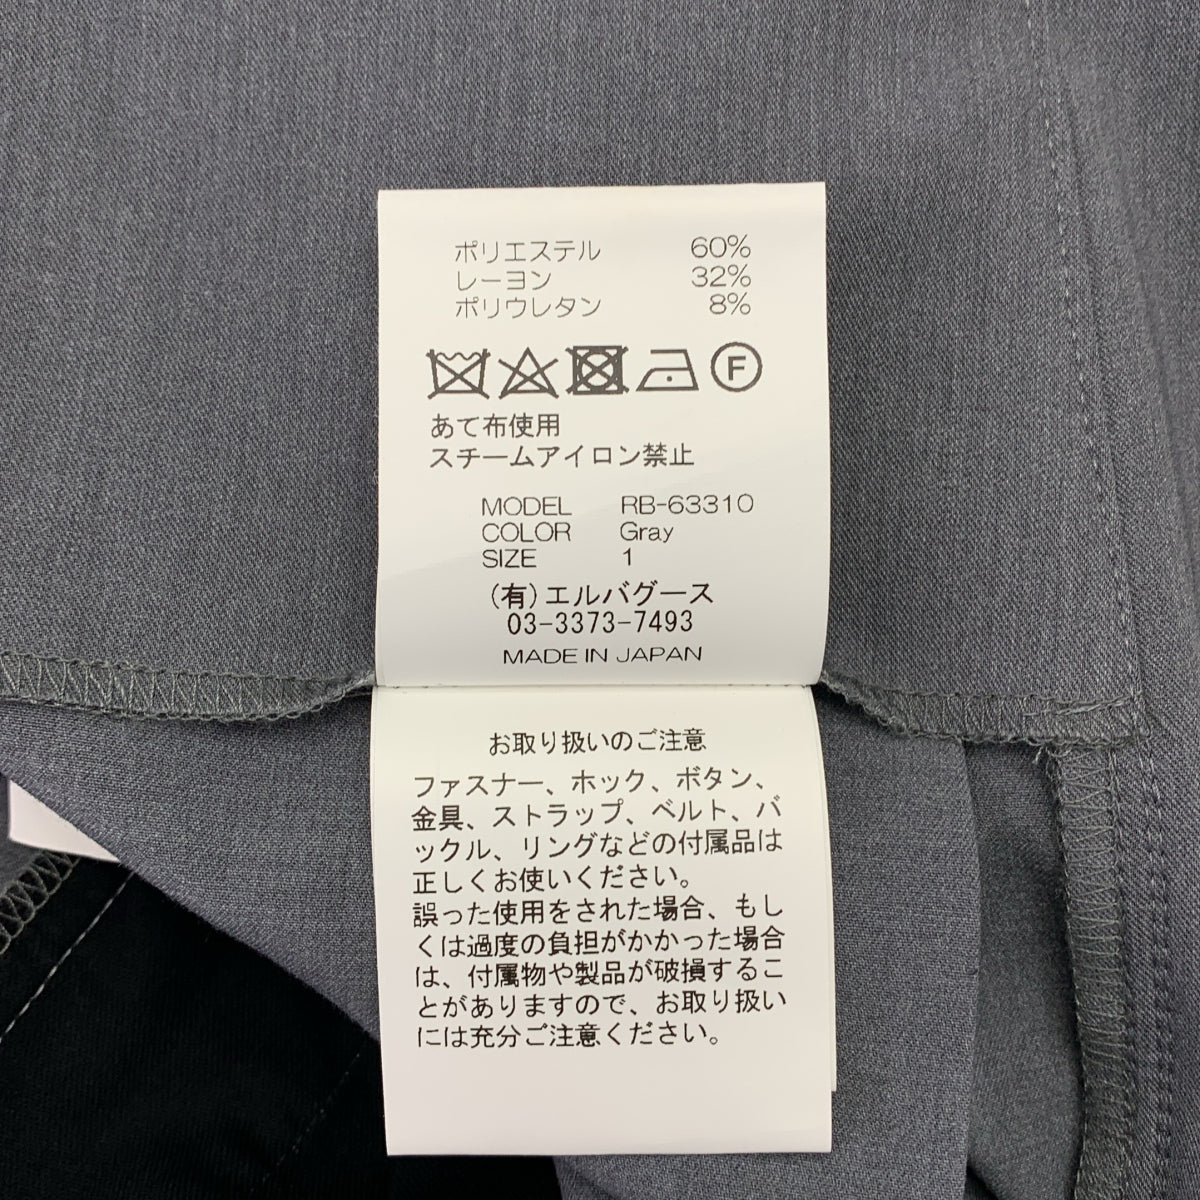 ポリエステル 60%
レーヨン 32%
ポリウレタン 8%
F
あて布使用
スチームアイロン禁止
MODEL RB-63310
COLOR Gray
SIZE 1
(有)エルバグース
03-3373-7493
MADE IN JAPAN
お取り扱いのご注意
ファスナー、ホック、ボタン、
金具、ストラップ、ベルト、バ
ックル、リングなどの付属品は
正しくお使いください。
誤った使用をされた場合、もし
くは過度の負担がかかった場合
は、付属物や製品が破損するこ
とがありますので、お取り扱い
には充分ご注意ください。